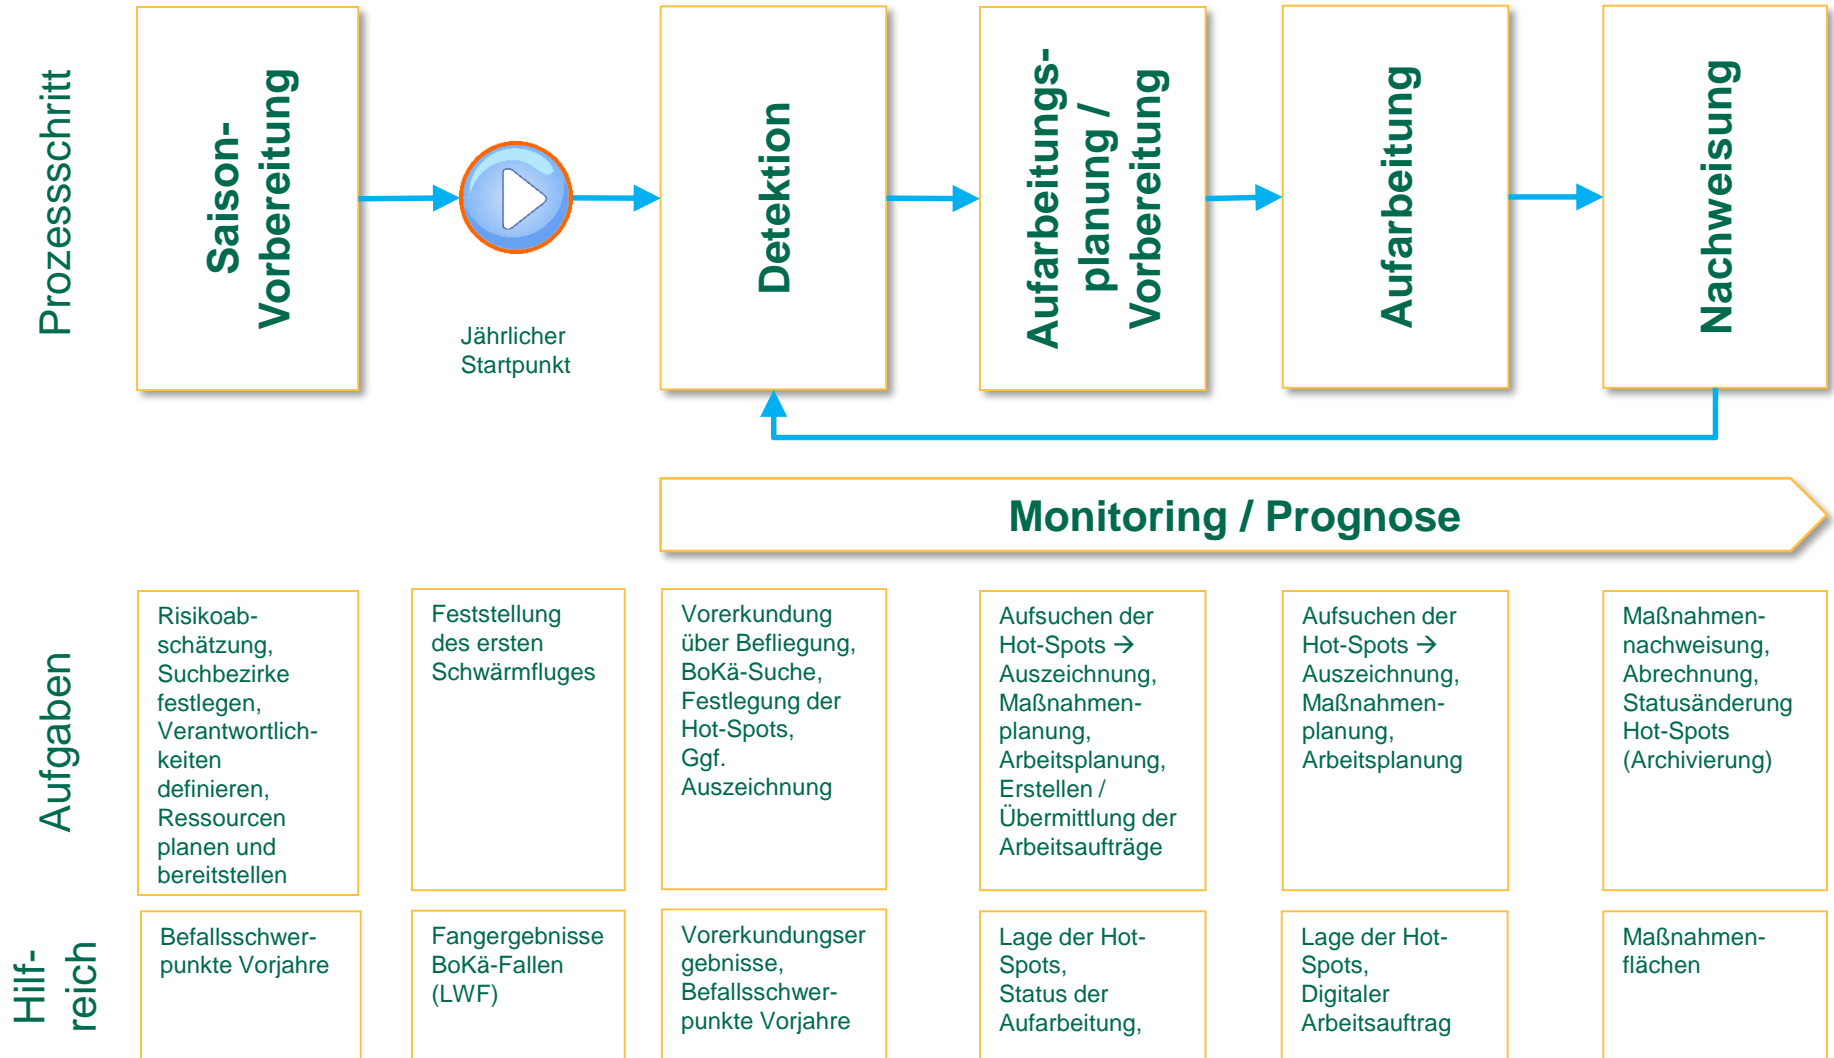 Prozessschritt
Saison-
Vorbereitung
Jährlicher
Startpunkt
Detektion
Aufarbeitungs-
planung /
Vorbereitung
Aufarbeitung
Nachweisung
Monitoring / Prognose
Aufgaben
Risikoab-
schätzung,
Suchbezirke
festlegen,
Verantwortlich-
keiten
definieren,
Ressourcen
planen und
bereitstellen
Feststellung
des ersten
Schwärmfluges
Vorerkundung
über Befliegung,
BoKä-Suche,
Festlegung der
Hot-Spots,
Ggf.
Auszeichnung
Aufsuchen der
Hot-Spots →
Auszeichnung,
Maßnahmen-
planung,
Arbeitsplanung,
Erstellen /
Übermittlung der
Arbeitsaufträge
Aufsuchen der
Hot-Spots →
Auszeichnung,
Maßnahmen-
planung,
Arbeitsplanung
Maßnahmen-
nachweisung,
Abrechnung,
Statusänderung
Hot-Spots
(Archivierung)
Hilf-
reich
Befallsschwer-
punkte Vorjahre
Fangergebnisse
BoKä-Fallen
(LWF)
Vorerkundungser
gebnisse,
Befallsschwer-
punkte Vorjahre
Lage der Hot-
Spots,
Status der
Aufarbeitung,
Lage der Hot-
Spots,
Digitaler
Arbeitsauftrag
Maßnahmen-
flächen